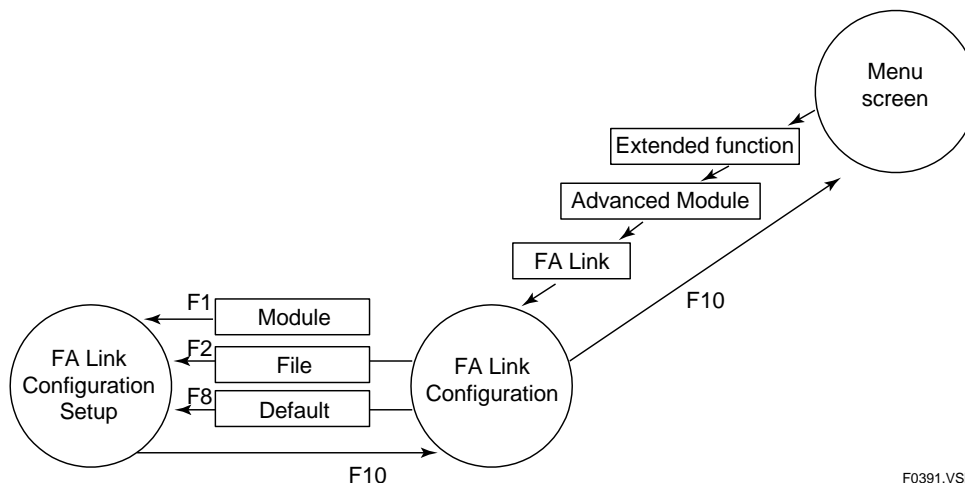 Menu
screen
Extended function
Advanced Module
FA Link
F10
F1
Module
F2
File
F8
Default
FA Link
Configuration
Setup
FA Link
Configuration
F10
F0391.VS